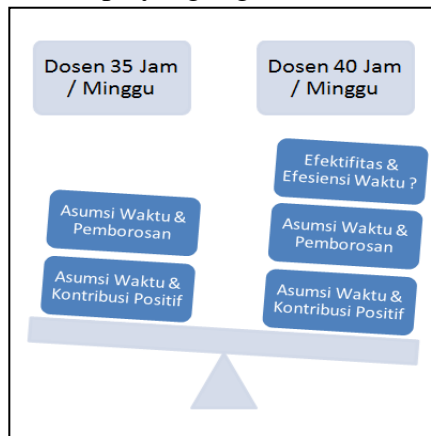 Dosen 35 Jam
/ Minggu
Dosen 40 Jam
/ Minggu
Efektifitas &
Efesiensi Waktu ?
Asumsi Waktu &
Pemborosan
Asumsi Waktu &
Pemborosan
Asumsi Waktu &
Kontribusi Positif
Asumsi Waktu &
Kontribusi Positif